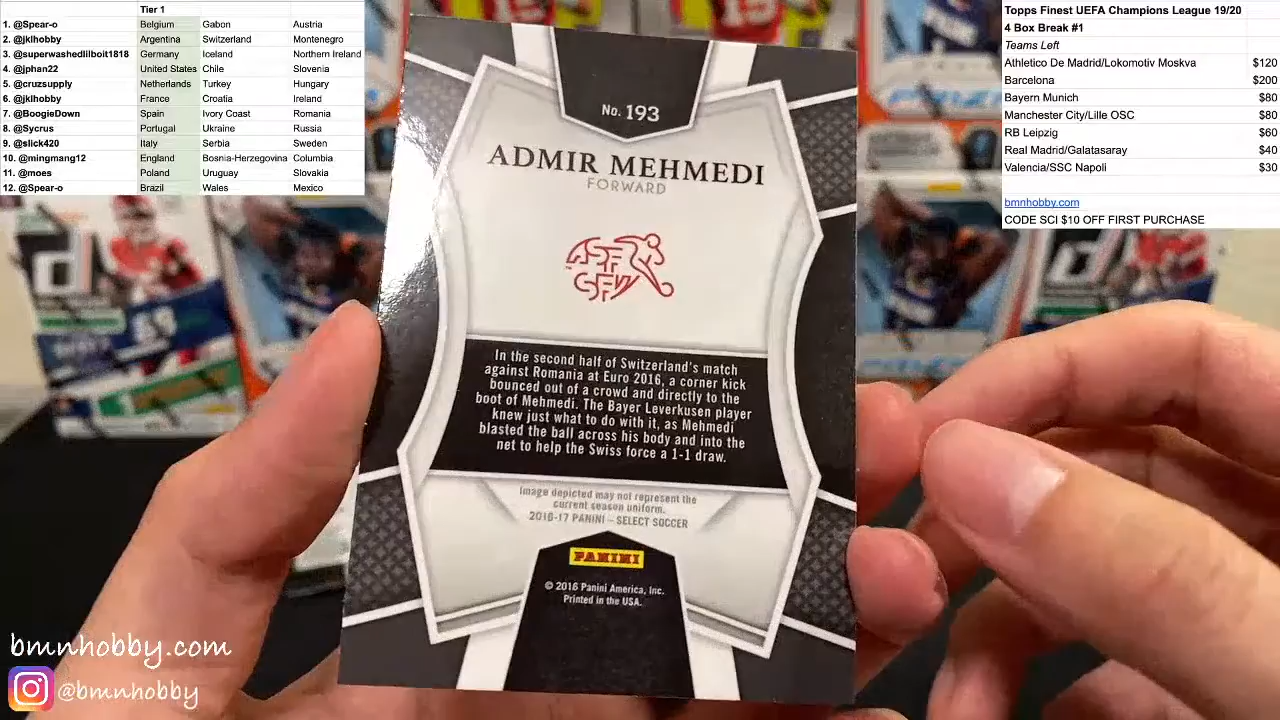 Tier 1
1. @Spear-o Belgium Gabon Austria
2. @jklhobby Argentina Switzerland Montenegro
3. @superwashedlilboit1818 Germany Iceland Northern Ireland
4. @jphan22 United States Chile Slovenia
5. @cruzsupply Netherlands Turkey Hungary
6. @jklhobby France Croatia Ireland
7. @BoogieDown Spain Ivory Coast Romania
8. @Sycrus Portugal Ukraine Russia
9. @slick420 Italy Serbia Sweden
10. @mingmang12 England Bosnia-Herzegovina Columbia
11. @moes Poland Uruguay Slovakia
12. @Spear-o Brazil Wales Mexico
Topps Finest UEFA Champions League 19/20
4 Box Break #1
Teams Left
Athletico De Madrid/Lokomotiv Moskva $120
Barcelona $200
Bayern Munich $80
Manchester City/Lille OSC $80
RB Leipzig $60
Real Madrid/Galatasaray $40
Valencia/SSC Napoli $30
bmnhobby.com
CODE SCI $10 OFF FIRST PURCHASE
No. 193
ADMIR MEHMEDI
FORWARD
In the second half of Switzerland's match
against Romania at Euro 2016, a corner kick
bounced out of a crowd and directly to the
boot of Mehmedi. The Bayer Leverkusen player
knew just what to do with it, as Mehmedi
blasted the ball across his body and into the
net to help the Swiss force a 1-1 draw.
Image depicted may not represent the
current season uniform.
2016-17 PANINI – SELECT SOCCER
PANINI
© 2016 Panini America, Inc.
Printed in the USA.
bmnhobby.com
@bmnhobby